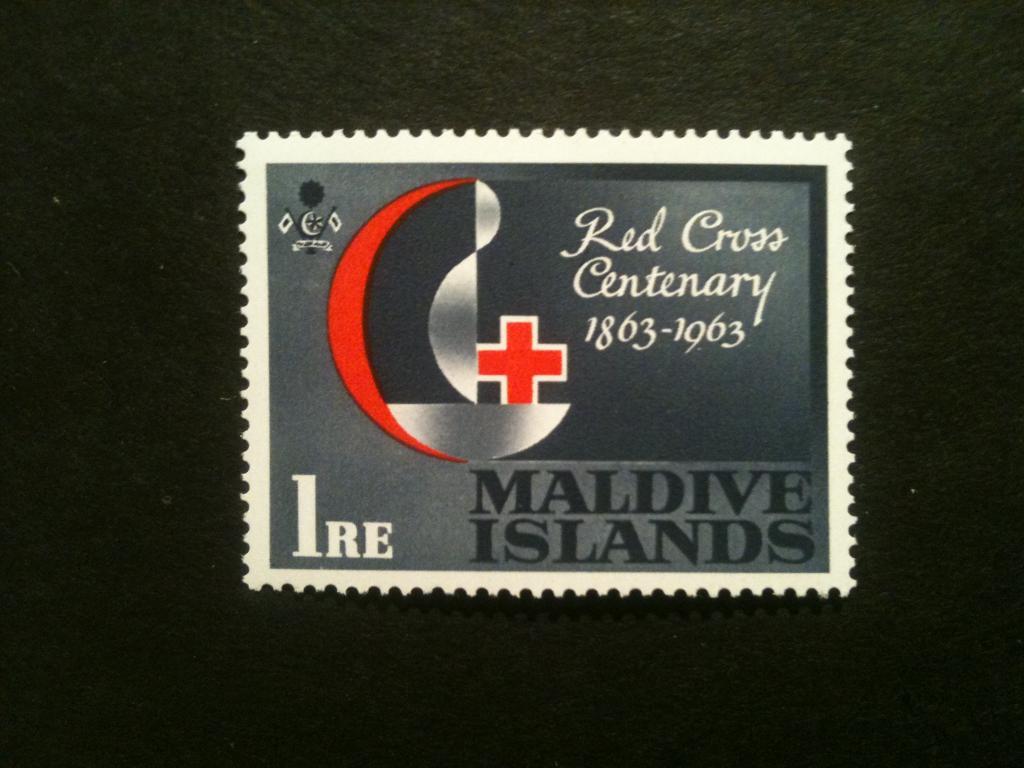 Red Cross
Centenary
1863-1963
1RE
MALDIVE
ISLANDS